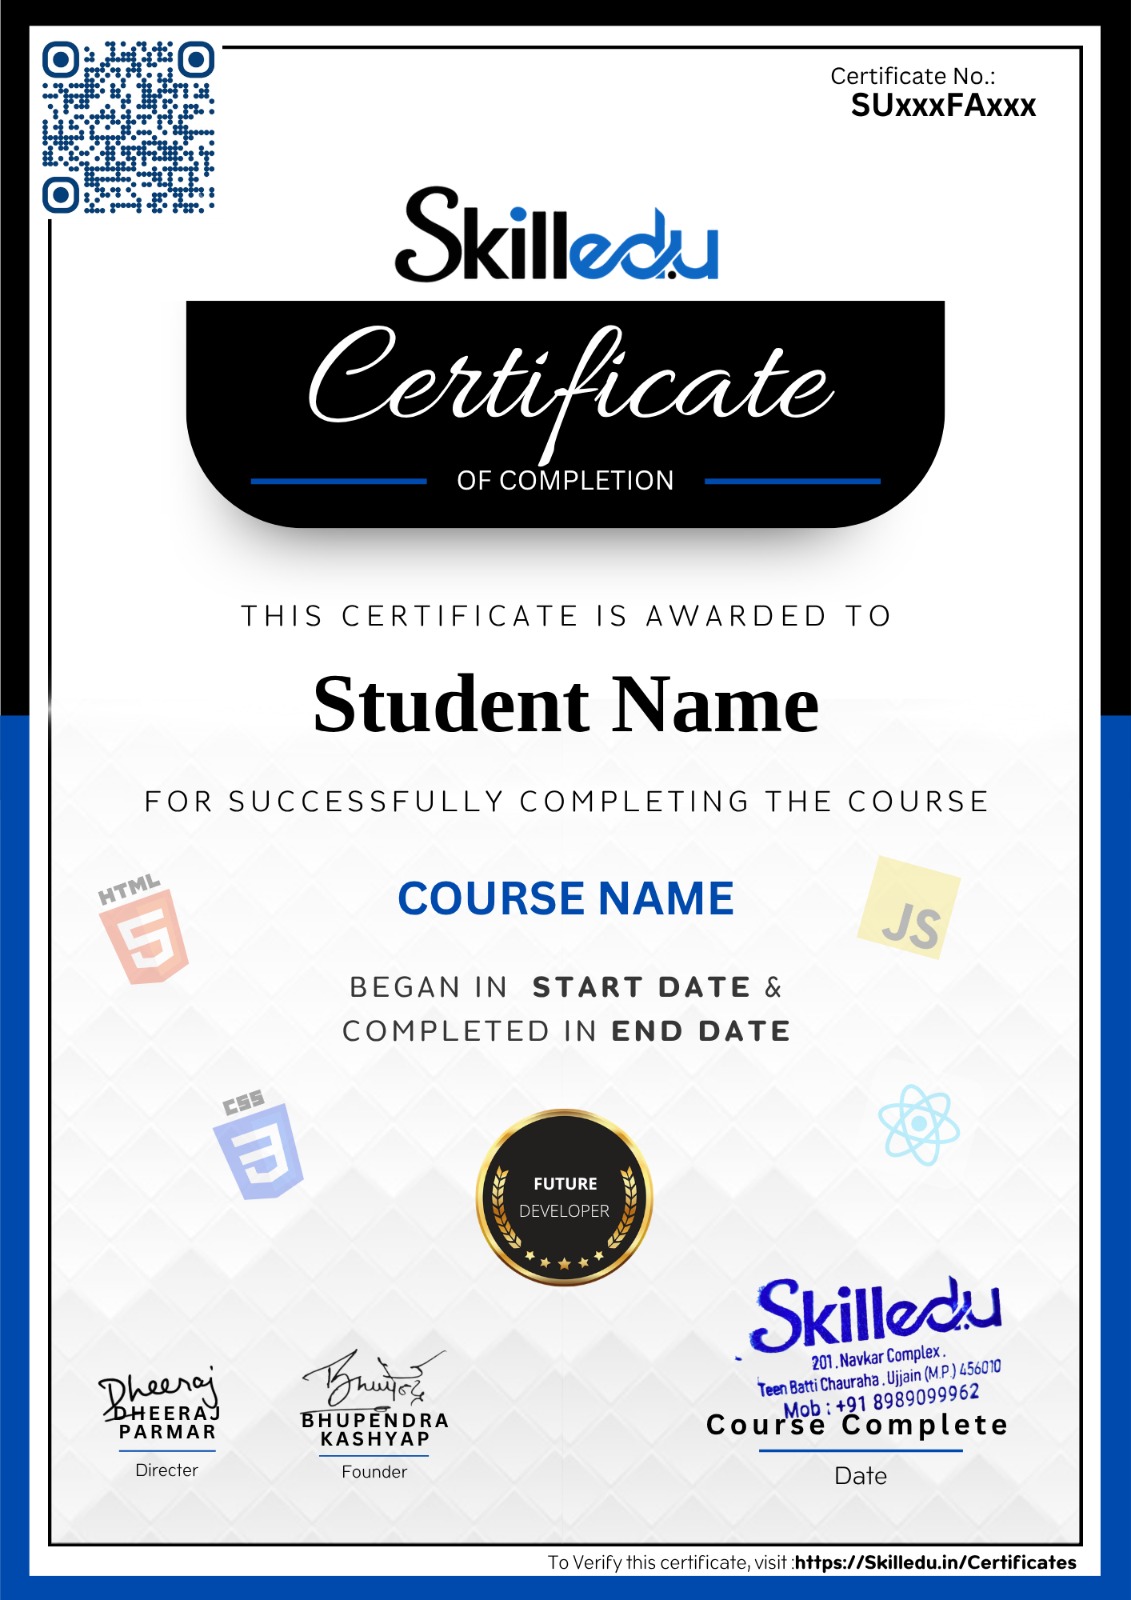 Certificate No.:
SUxxxFAxxx
Skilledu
Certificate
OF COMPLETION
THIS CERTIFICATE IS AWARDED TO
Student Name
FOR SUCCESSFULLY COMPLETING THE COURSE
HTML
5
JS
COURSE NAME
BEGAN IN START DATE &
COMPLETED IN END DATE
CSS
3
FUTURE
DEVELOPER
Skilledu
201, Navkar Complex.
Teen Batti Chauraha, Ujjain (M.P.) 456010
Mob : +91 8989099962
Dheeraj
DHEERAJ
PARMAR
Directer
BHUPENDRA
KASHYAP
Founder
Course Complete
Date
To Verify this certificate, visit :https://Skilledu.in/Certificates